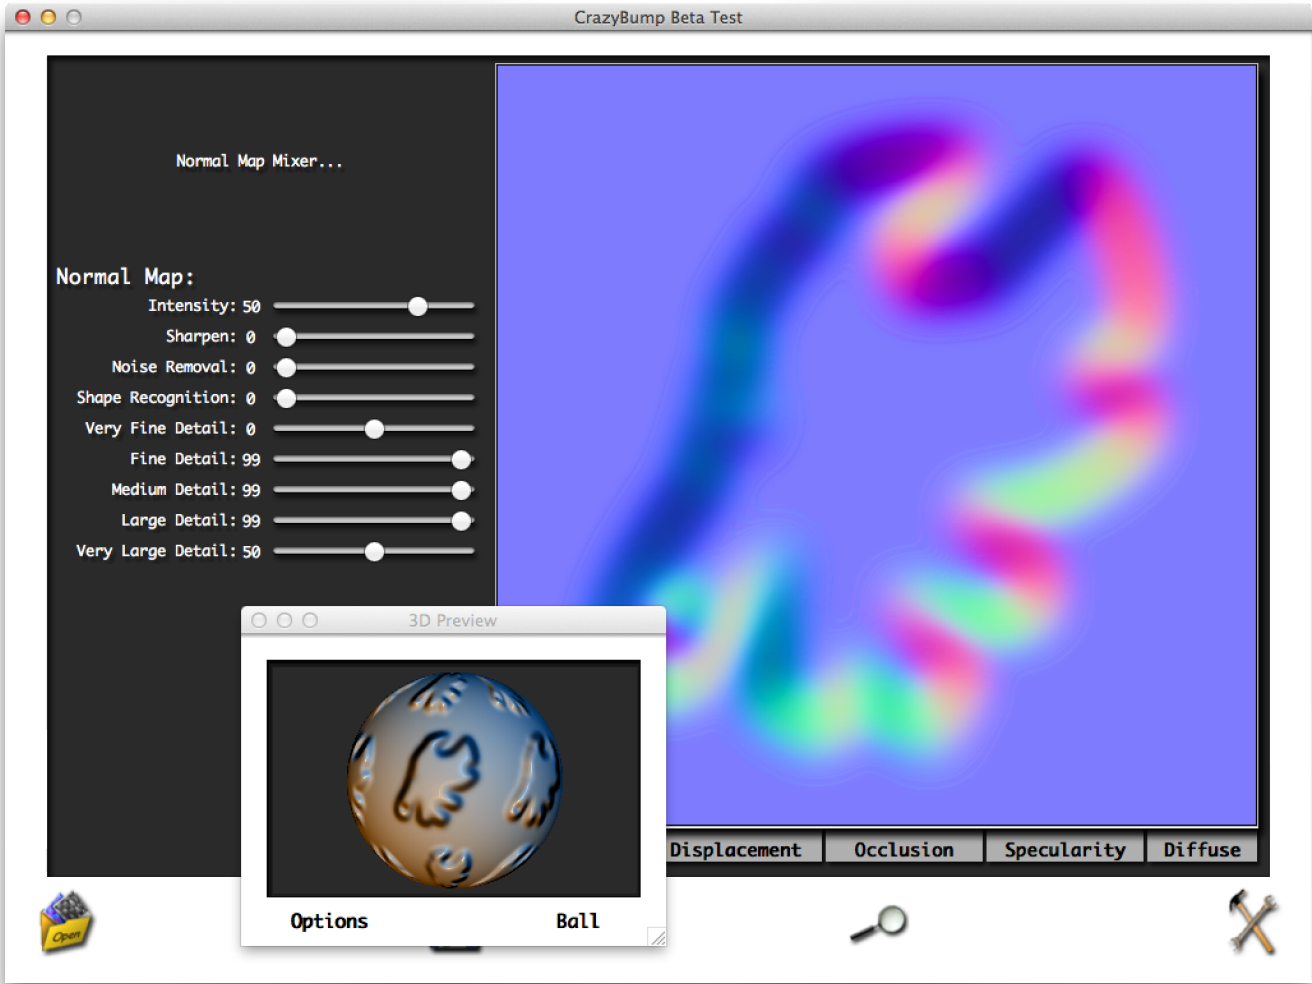 CrazyBump Beta Test
Normal Map Mixer...
Normal Map:
Intensity: 50
Sharpen: 0
Noise Removal: 0
Shape Recognition: 0
Very Fine Detail: 0
Fine Detail: 99
Medium Detail: 99
Large Detail: 99
Very Large Detail: 50
3D Preview
Options Ball
Displacement Occlusion Specularity Diffuse
Open